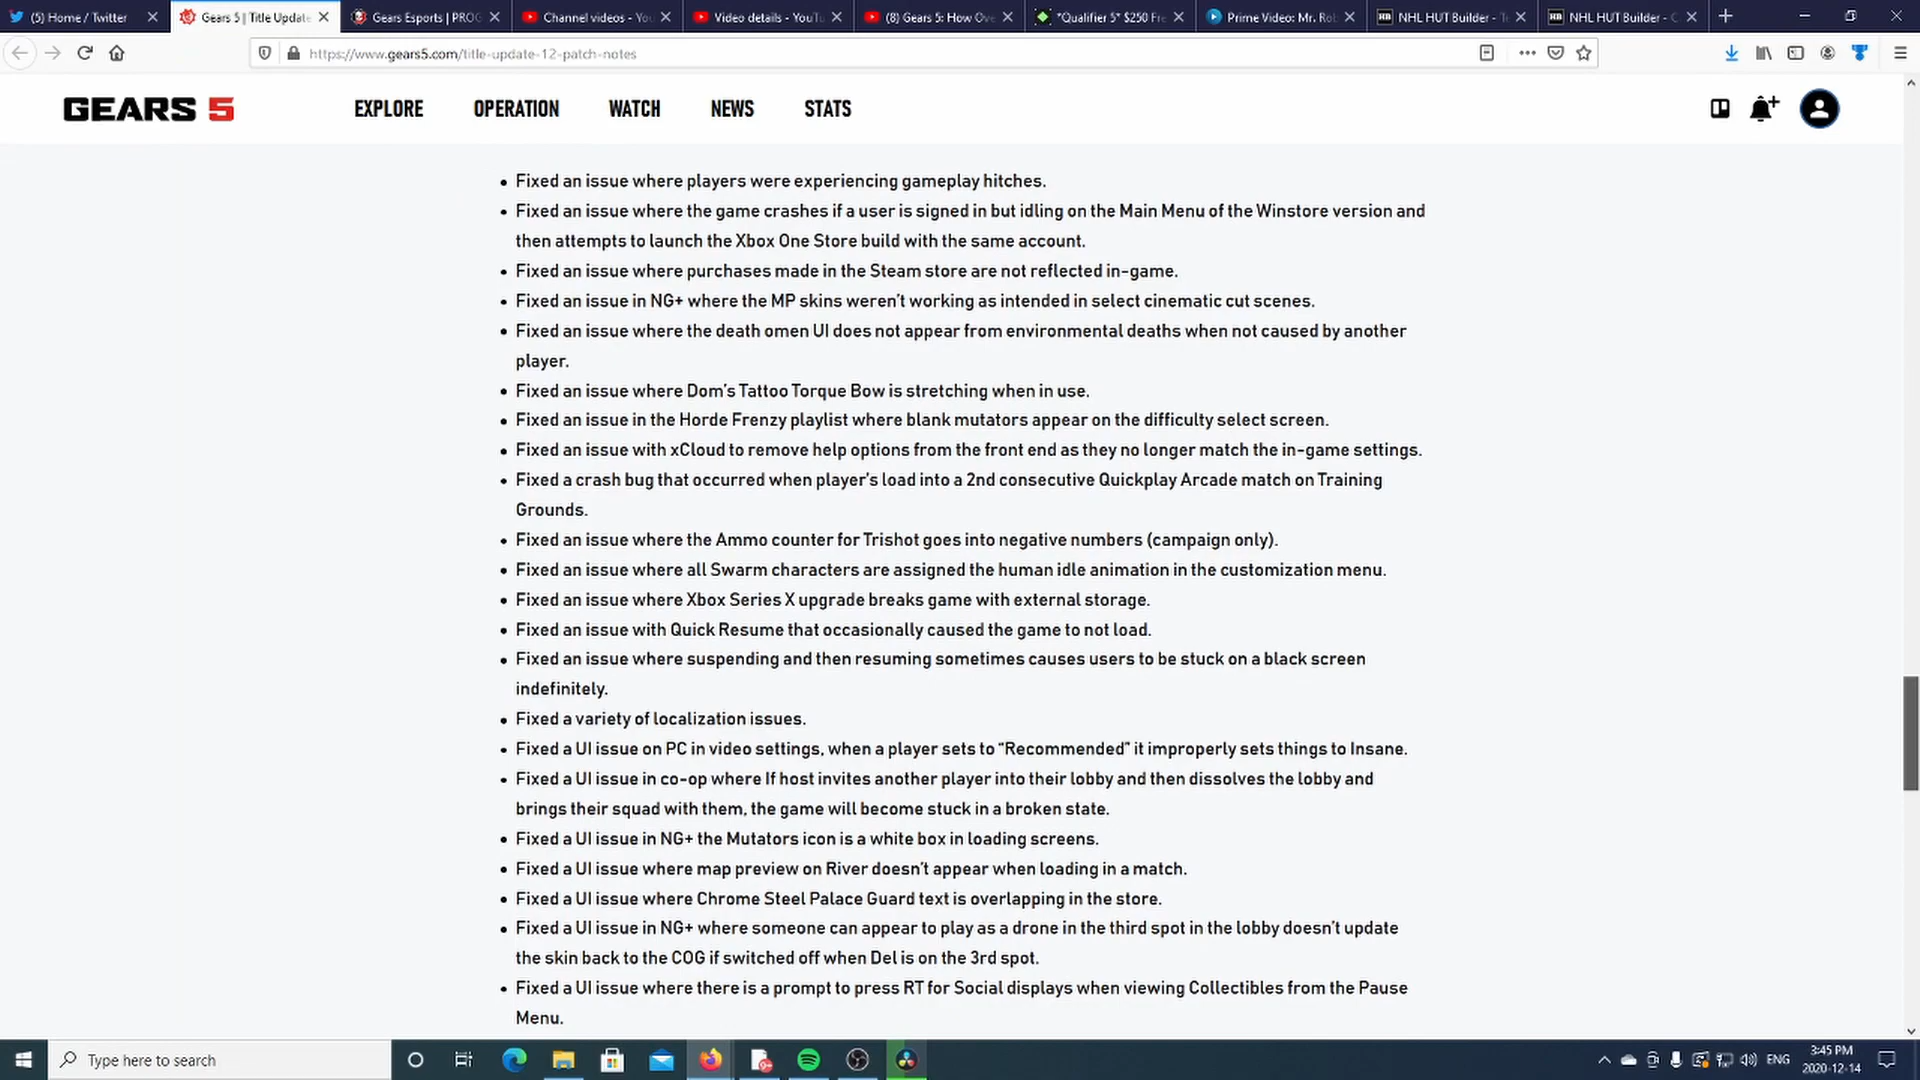 (5) Home / Twitter
Gears 5 || Title Update
Gears Esports | PROG
Channel videos - You
Video details - YouTu
(8) Gears 5: How Ove
*Qualifier 5* $250 Fre
Prime Video: Mr. Rob
NHL HUT Builder - Te
NHL HUT Builder - C
https://www.gears5.com/title-update-12-patch-notes
GEARS 5
EXPLORE
OPERATION
WATCH
NEWS
STATS
• Fixed an issue where players were experiencing gameplay hitches.
• Fixed an issue where the game crashes if a user is signed in but idling on the Main Menu of the Winstore version and
then attempts to launch the Xbox One Store build with the same account.
• Fixed an issue where purchases made in the Steam store are not reflected in-game.
• Fixed an issue in NG+ where the MP skins weren't working as intended in select cinematic cut scenes.
• Fixed an issue where the death omen UI does not appear from environmental deaths when not caused by another
player.
• Fixed an issue where Dom's Tattoo Torque Bow is stretching when in use.
• Fixed an issue in the Horde Frenzy playlist where blank mutators appear on the difficulty select screen.
• Fixed an issue with xCloud to remove help options from the front end as they no longer match the in-game settings.
• Fixed a crash bug that occurred when player's load into a 2nd consecutive Quickplay Arcade match on Training
Grounds.
• Fixed an issue where the Ammo counter for Trishot goes into negative numbers (campaign only).
• Fixed an issue where all Swarm characters are assigned the human idle animation in the customization menu.
• Fixed an issue where Xbox Series X upgrade breaks game with external storage.
• Fixed an issue with Quick Resume that occasionally caused the game to not load.
• Fixed an issue where suspending and then resuming sometimes causes users to be stuck on a black screen
indefinitely.
• Fixed a variety of localization issues.
• Fixed a UI issue on PC in video settings, when a player sets to “Recommended” it improperly sets things to Insane.
• Fixed a UI issue in co-op where If host invites another player into their lobby and then dissolves the lobby and
brings their squad with them, the game will become stuck in a broken state.
• Fixed a UI issue in NG+ the Mutators icon is a white box in loading screens.
• Fixed a UI issue where map preview on River doesn't appear when loading in a match.
• Fixed a UI issue where Chrome Steel Palace Guard text is overlapping in the store.
• Fixed a UI issue in NG+ where someone can appear to play as a drone in the third spot in the lobby doesn't update
the skin back to the COG if switched off when Del is on the 3rd spot.
• Fixed a UI issue where there is a prompt to press RT for Social displays when viewing Collectibles from the Pause
Menu.
Type here to search
ENG
3:45 PM
2020-12-14